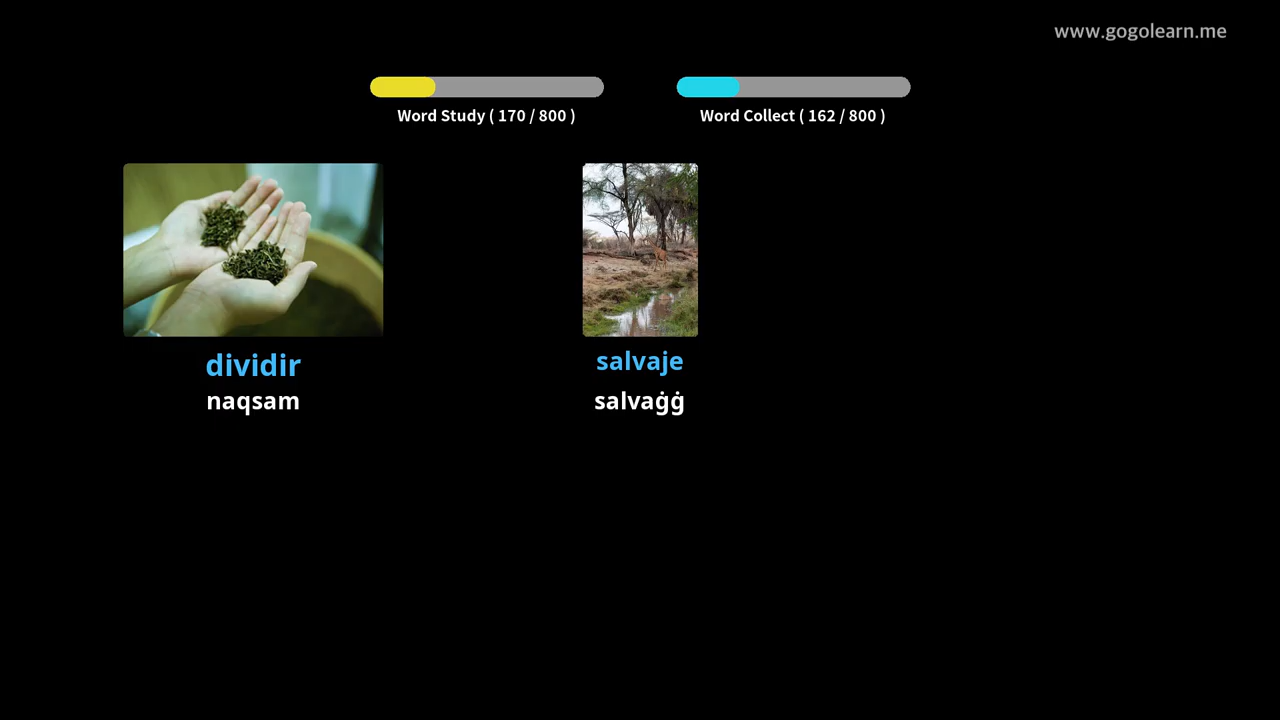 www.gogolearn.me
Word Study ( 170 / 800 )
Word Collect ( 162 / 800 )
dividir
naqsam
salvaje
salvaġġ